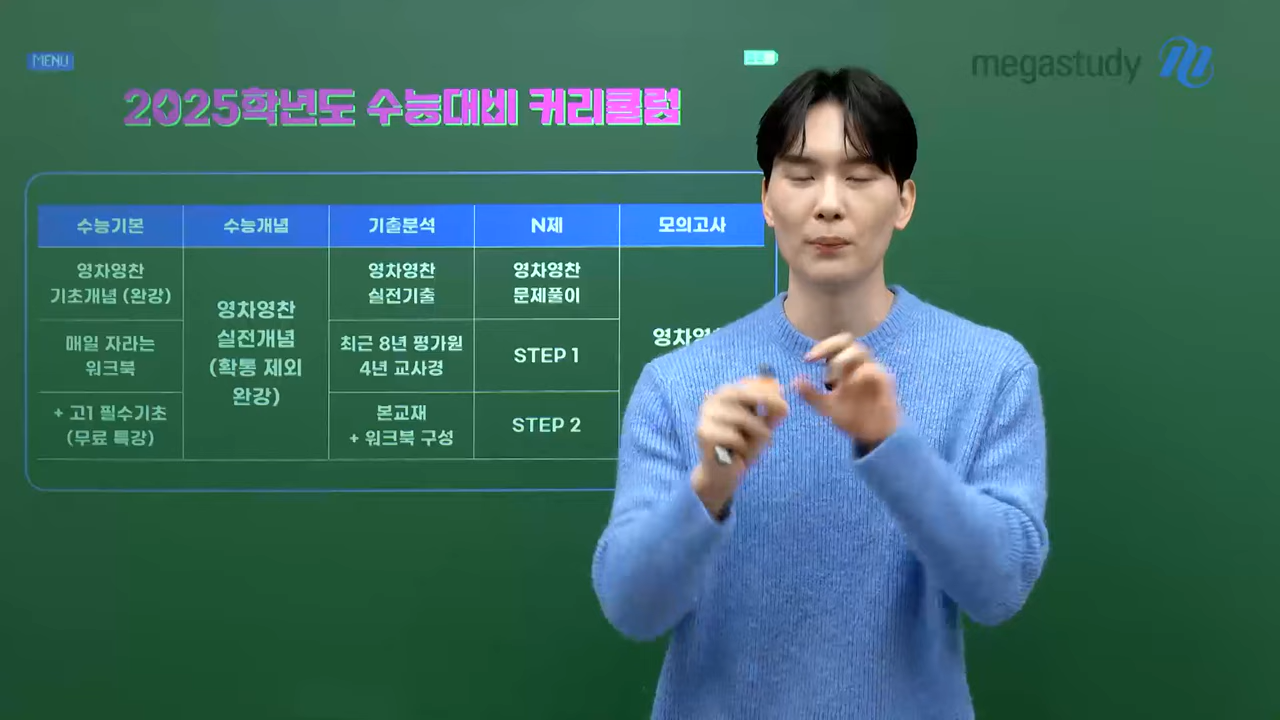 MENU
megastudy
2025학년도 수능대비 커리큘럼
수능기본
수능개념
기출분석
N제
모의고사
영차영찬
기초개념 (완강)
매일 자라는
워크북
+ 고1 필수기초
(무료 특강)
영차영찬
실전개념
(확통 제외
완강)
영차영찬
실전기출
최근 8년 평가원
4년 교사경
본교재
+ 워크북 구성
영차영찬
문제풀이
STEP 1
STEP 2